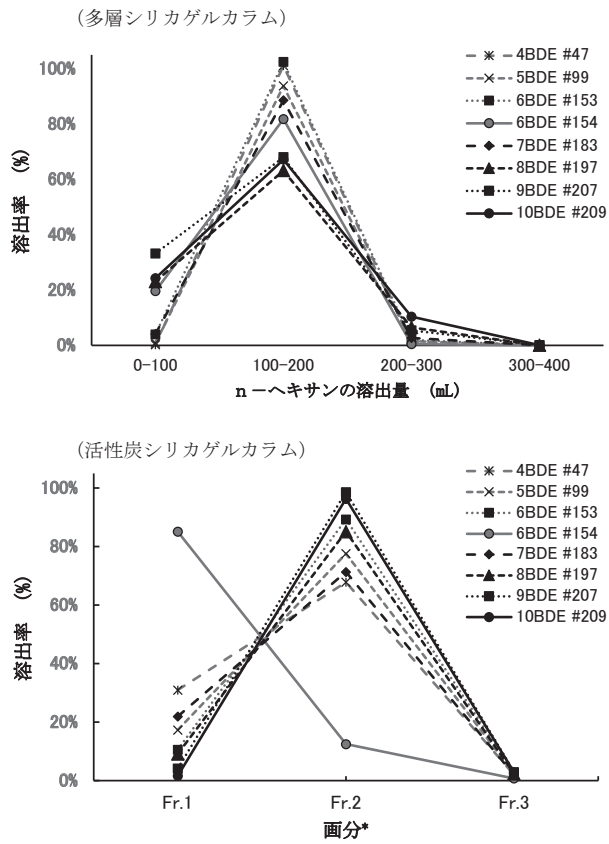 （多層シリカゲルカラム）
100%
80%
60%
40%
20%
0%
溶出率 (%)
0-100
100-200
200-300
300-400
n－ヘキサンの溶出量 (mL)
4BDE #47
5BDE #99
6BDE #153
6BDE #154
7BDE #183
8BDE #197
9BDE #207
10BDE #209
（活性炭シリカゲルカラム）
100%
80%
60%
40%
20%
0%
溶出率 (%)
Fr.1
Fr.2
Fr.3
画分*
4BDE #47
5BDE #99
6BDE #153
6BDE #154
7BDE #183
8BDE #197
9BDE #207
10BDE #209